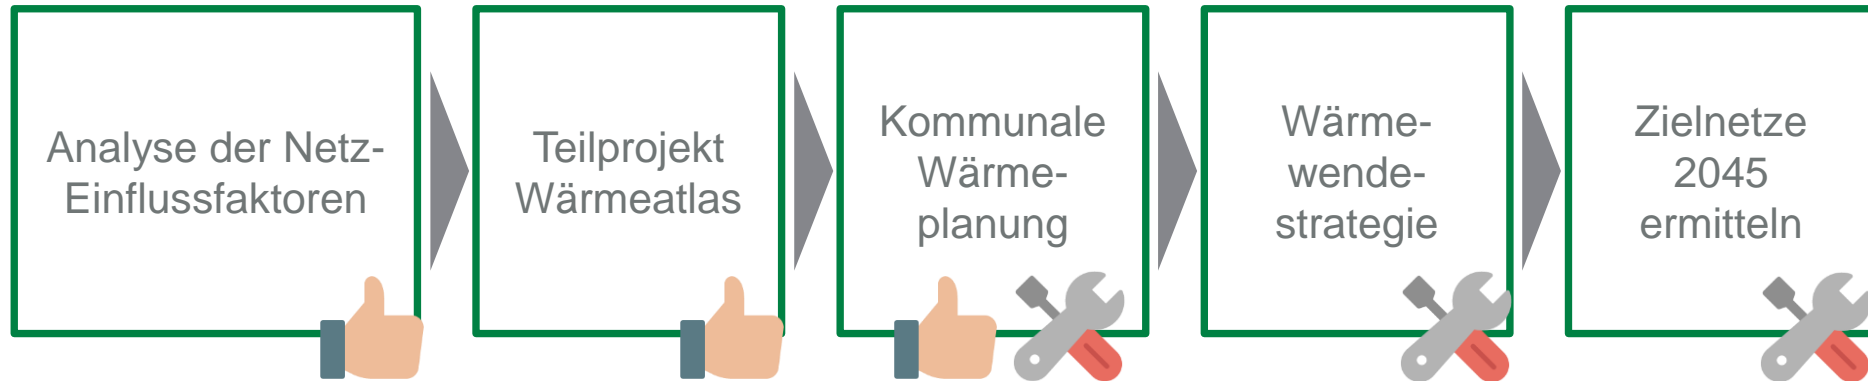 Analyse der Netz-
Einflussfaktoren
Teilprojekt
Wärmeatlas
Kommunale
Wärme-
planung
Wärme-
wende-
strategie
Zielnetze
2045
ermitteln